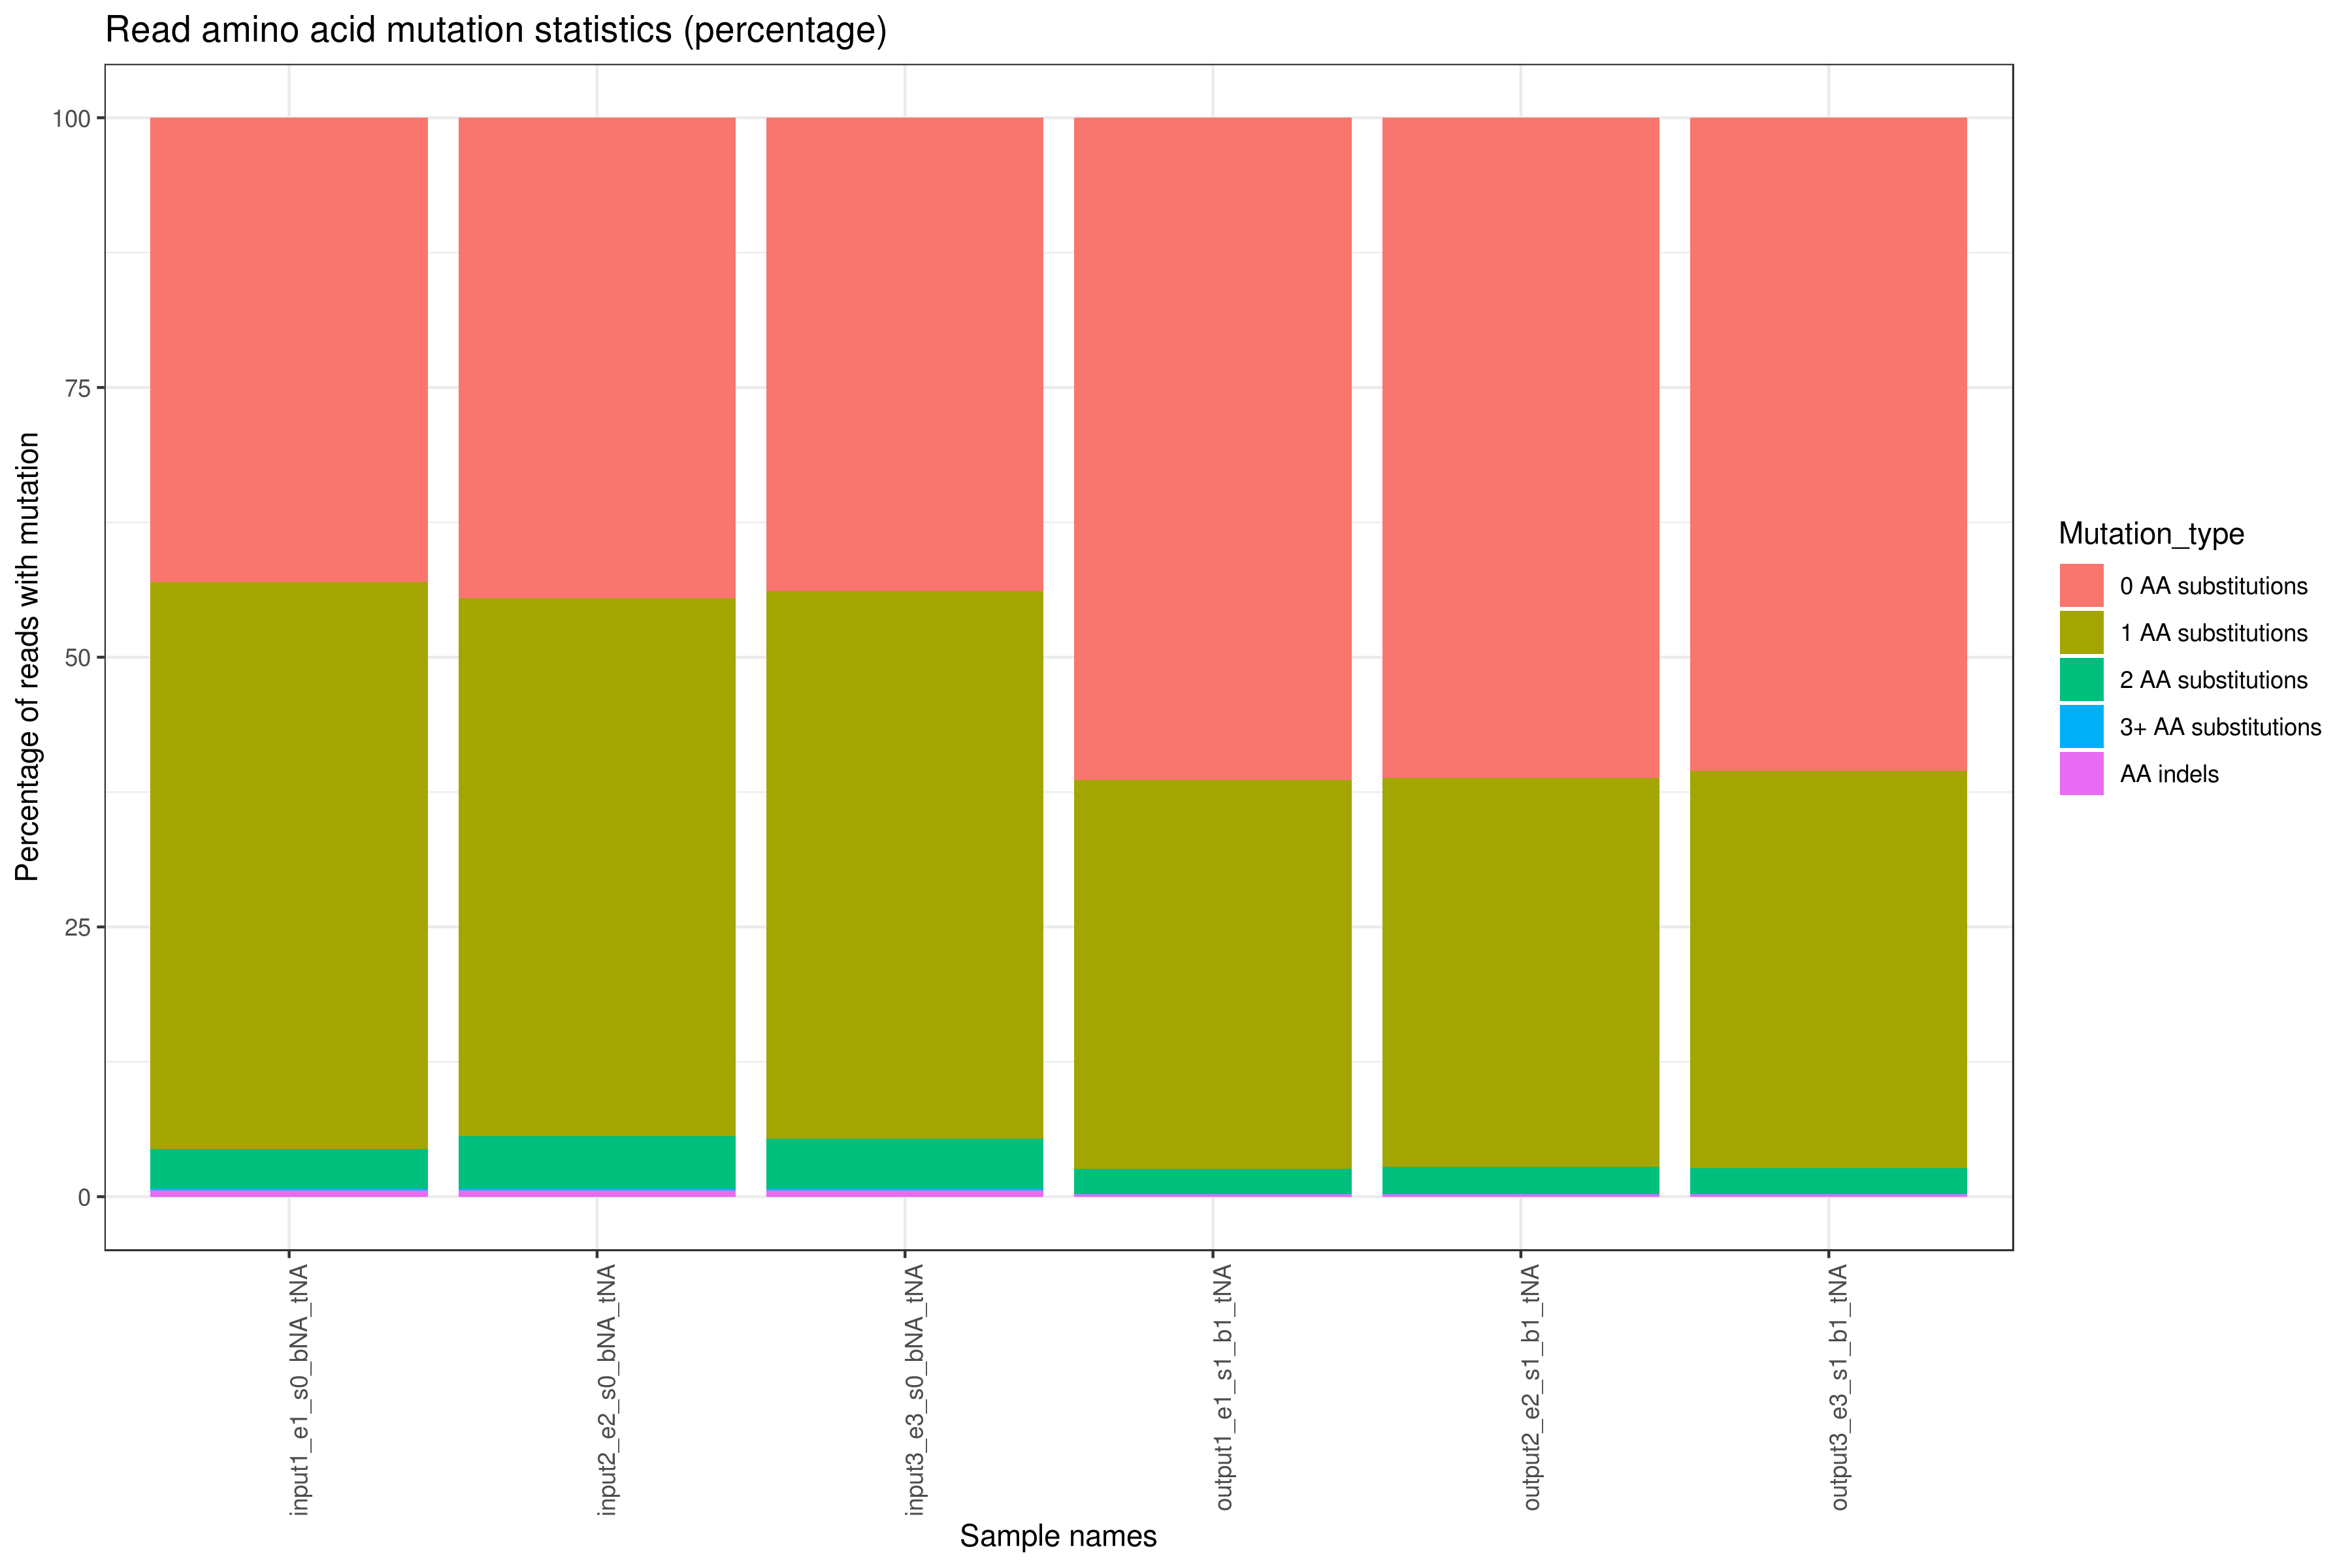 Read amino acid mutation statistics (percentage)
Percentage of reads with mutation
100
75
50
25
0
input1_e1_s0_bNA_tNA
input2_e2_s0_bNA_tNA
input3_e3_s0_bNA_tNA
output1_e1_s1_b1_tNA
output2_e2_s1_b1_tNA
output3_e3_s1_b1_tNA
Sample names
Mutation_type
0 AA substitutions
1 AA substitutions
2 AA substitutions
3+ AA substitutions
AA indels